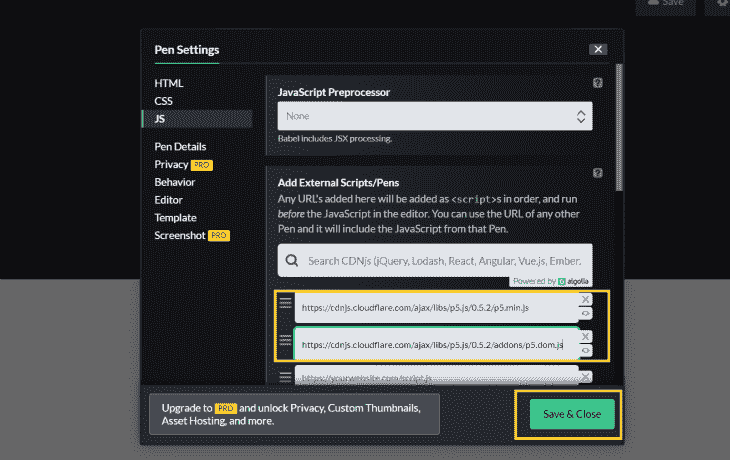 Save
Pen Settings
HTML
CSS
JS
Pen Details
Privacy PRO
Behavior
Editor
Template
Screenshot PRO
JavaScript Preprocessor
None
Babel includes JSX processing.
Add External Scripts/Pens
Any URL's added here will be added as <script>s in order, and run
before the JavaScript in the editor. You can use the URL of any other
Pen and it will include the JavaScript from that Pen.
Search CDNjs (jQuery, Lodash, React, Angular, Vue.js, Ember.
Powered by algolia
https://cdnjs.cloudflare.com/ajax/libs/p5.js/0.5.2/p5.min.js
https://cdnjs.cloudflare.com/ajax/libs/p5.js/0.5.2/addons/p5.dom.js
https://yourwebsite.com/script.js
Upgrade to PRO and unlock Privacy, Custom Thumbnails,
Asset Hosting, and more.
Save & Close